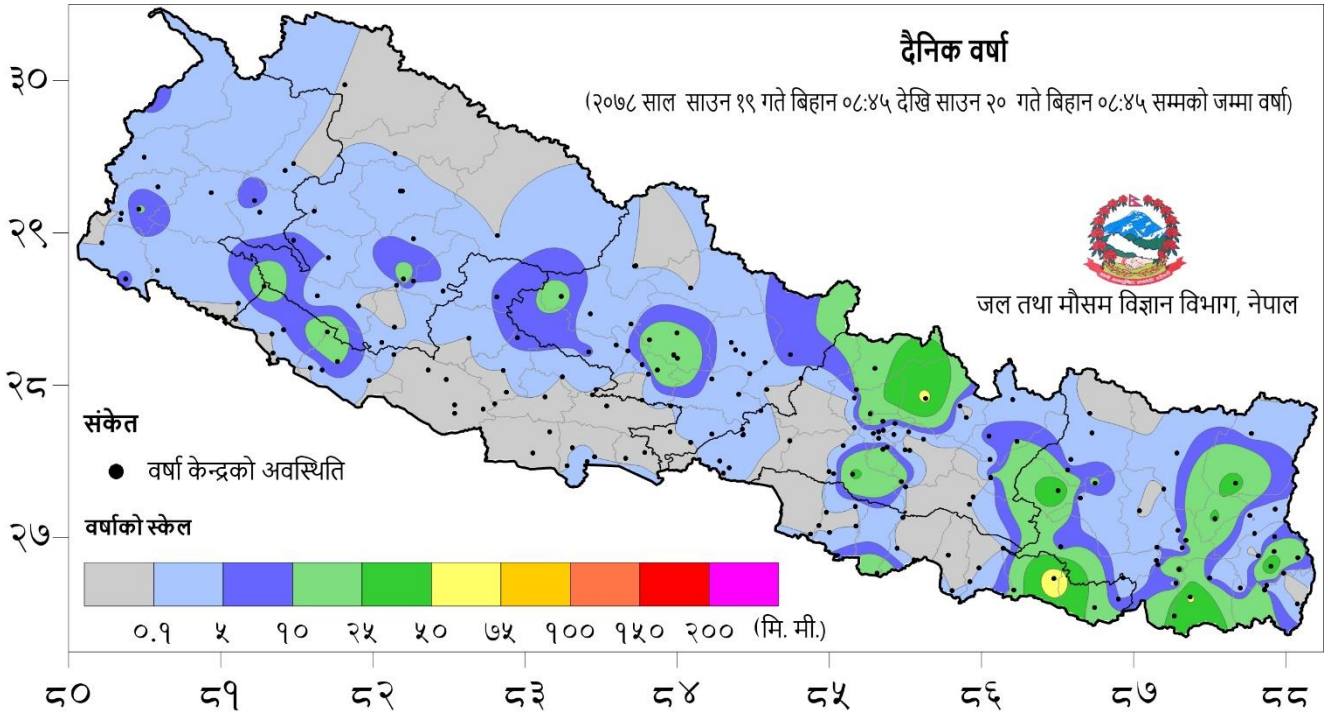 दैनिक वर्षा
(२०७८ साल साउन १९ गते बिहान ०८:४५ देखि साउन २० गते बिहान ०८:४५ सम्मको जम्मा वर्षा)
३०
२९
जल तथा मौसम विज्ञान विभाग, नेपाल
२८
संकेत
वर्षा केन्द्रको अवस्थिति
वर्षाको स्केल
२७
०.१ ५ १० २५ ५० ७५ १०० १५० २०० (मि. मी.)
८० ८१ ८२ ८३ ८४ ८५ ८६ ८७ ८८